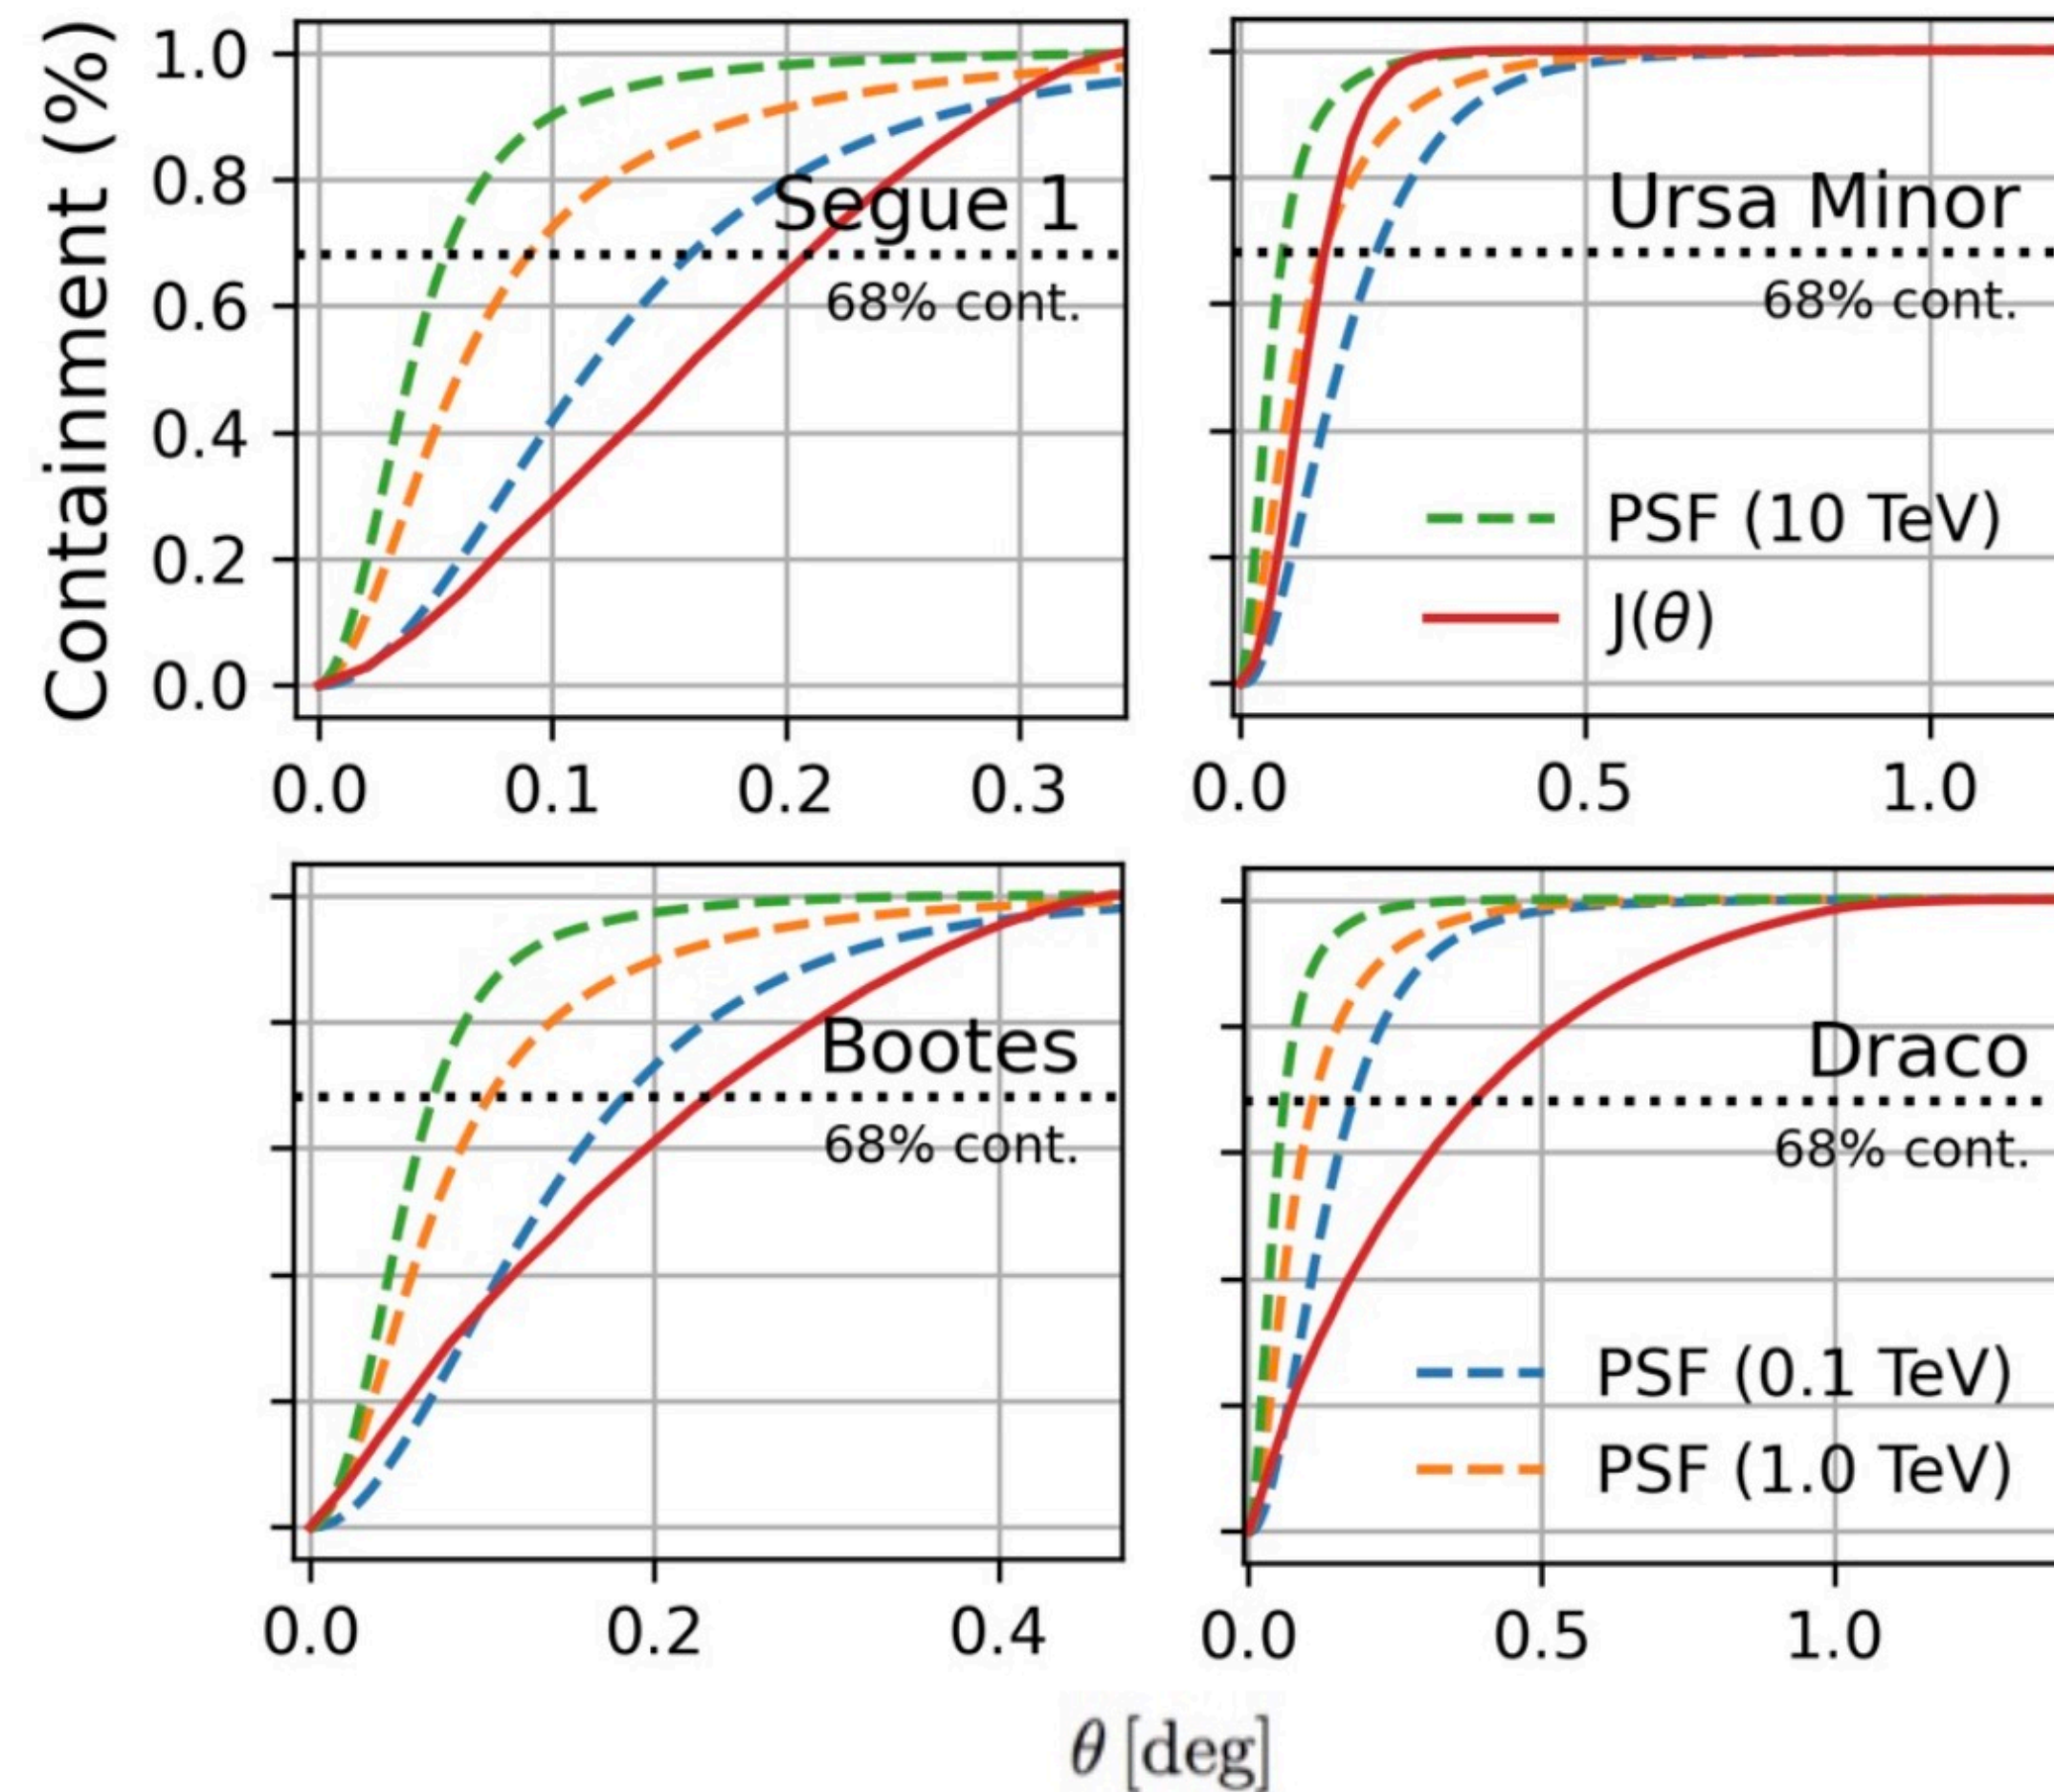 Containment (%)
1.0
0.8
0.6
0.4
0.2
0.0
Segue 1
68% cont.
0.0 0.1 0.2 0.3
Ursa Minor
68% cont.
PSF (10 TeV)
J(θ)
0.0 0.5 1.0
Bootes
68% cont.
0.0 0.2 0.4
Draco
68% cont.
PSF (0.1 TeV)
PSF (1.0 TeV)
0.0 0.5 1.0
θ [deg]